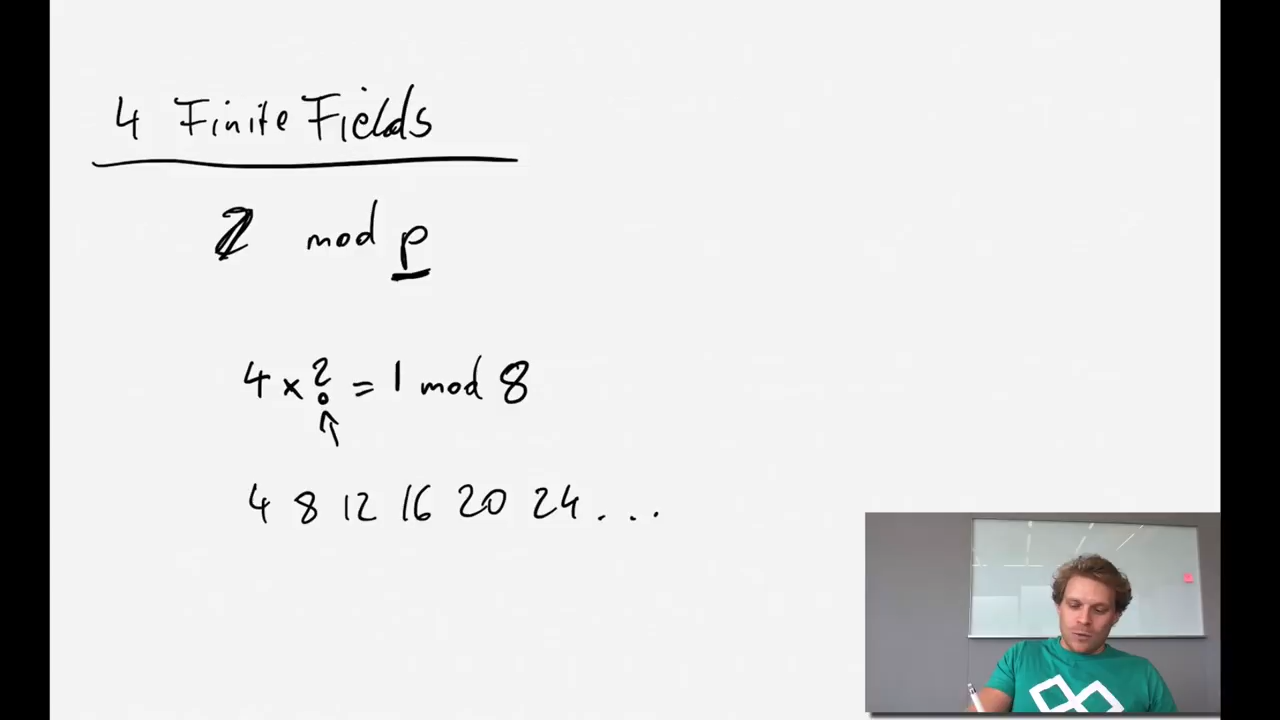 4 Finite Fields
ℤ mod p
4 × ? = 1 mod 8
4 8 12 16 20 24 . . .